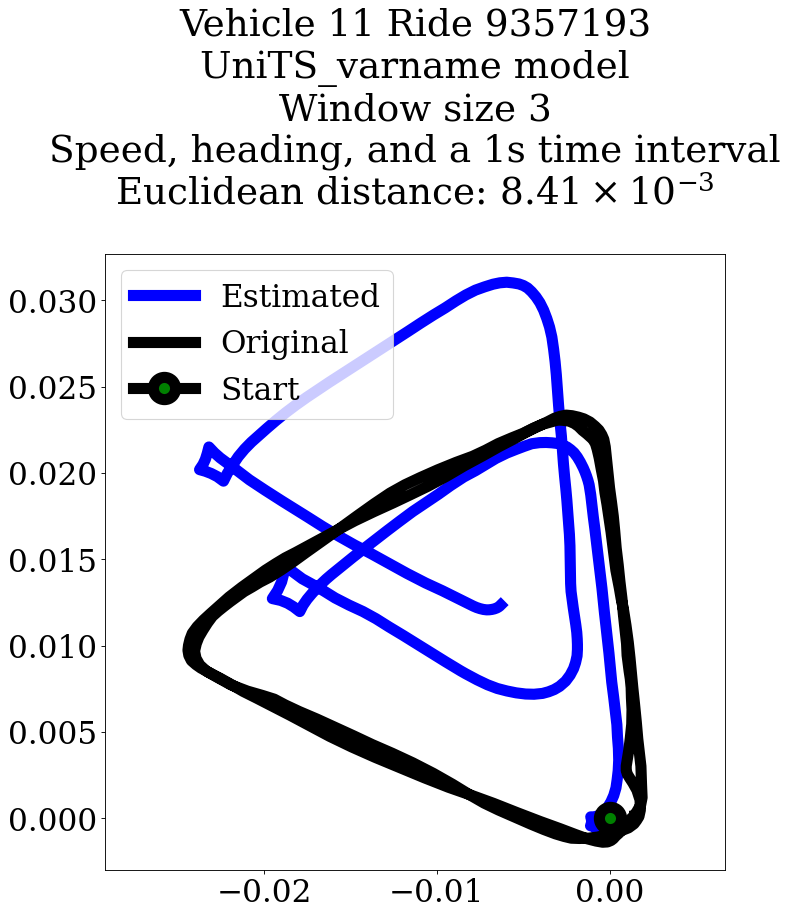 Vehicle 11 Ride 9357193
UniTS_varname model
Window size 3
Speed, heading, and a 1s time interval
Euclidean distance: 8.41 × 10⁻³
Estimated
Original
Start
0.030
0.025
0.020
0.015
0.010
0.005
0.000
−0.02 −0.01 0.00